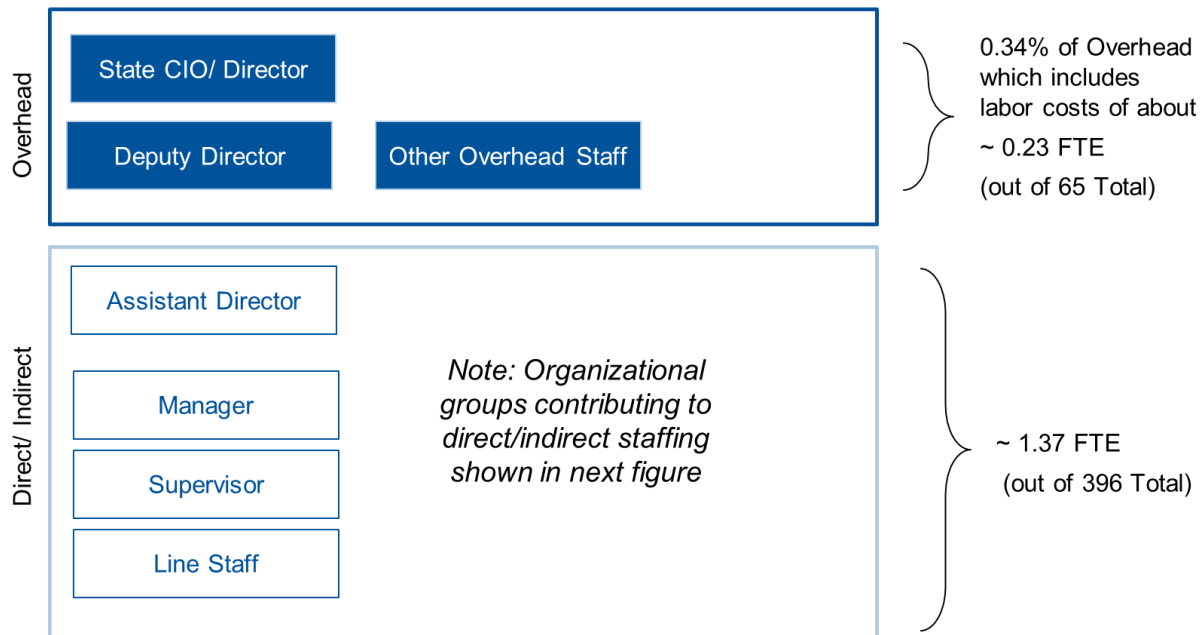 Overhead
State CIO/ Director
Deputy Director
Other Overhead Staff
0.34% of Overhead
which includes
labor costs of about
~ 0.23 FTE
(out of 65 Total)
Direct/ Indirect
Assistant Director
Manager
Supervisor
Line Staff
Note: Organizational
groups contributing to
direct/indirect staffing
shown in next figure
~ 1.37 FTE
(out of 396 Total)